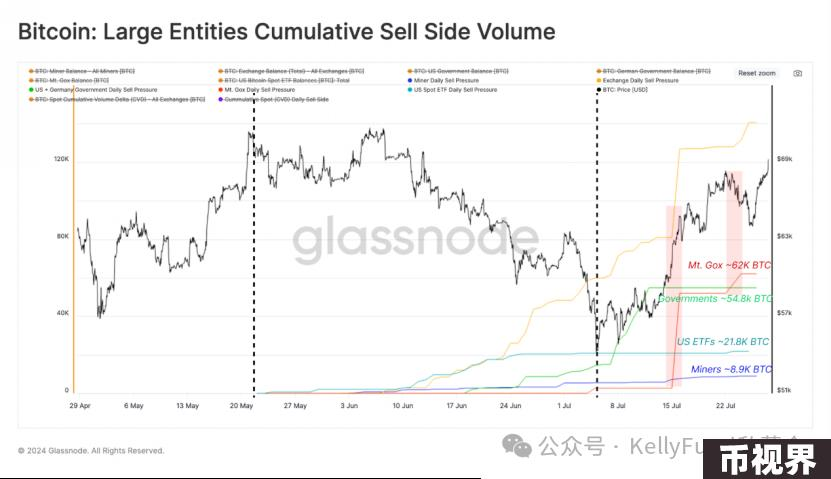 Bitcoin: Large Entities Cumulative Sell Side Volume
BTC: Miner Balance - All Miners [BTC] BTC: Exchange Balance (Total) - All Exchanges [BTC] BTC: US Government Balance [BTC] BTC: German Government Balance [BTC] Reset zoom
BTC: Mt. Gox Balance [BTC] BTC: US Bitcoin Spot ETF Balances [BTC]: Total Miner Daily Sell Pressure Exchange Daily Sell Pressure
US + Germany Government Daily Sell Pressure Mt. Gox Daily Sell Pressure US Spot ETF Daily Sell Pressure BTC: Price [USD]
BTC: Spot Cumulative Volume Delta (CVD) - All Exchanges [BTC] Cummulative Spot (CVD) Daily Sell Side
120K $69k
glassnode
80K $63k
Mt. Gox ~62K BTC
Governments ~54.8k BTC
40K $57k
US ETFs ~21.8K BTC
Miners ~8.9K BTC
0 $51k
29 Apr 6 May 13 May 20 May 27 May 3 Jun 10 Jun 17 Jun 24 Jun 1 Jul 8 Jul 15 Jul 22 Jul
© 2024 Glassnode. All Rights Reserved.
公众号 · KellyFu
币视界